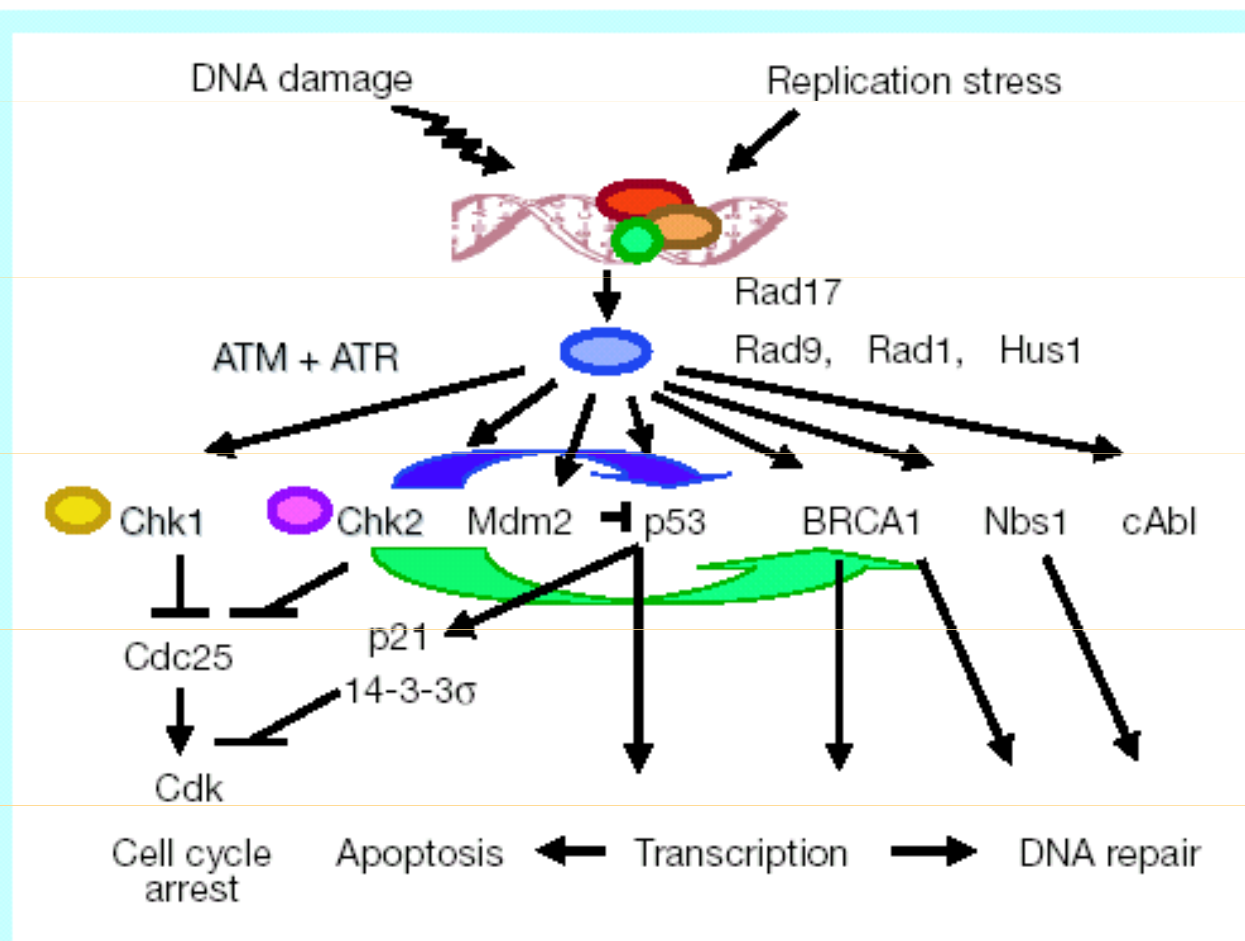 DNA damage
Replication stress
Rad17
ATM + ATR
Rad9, Rad1, Hus1
Chk1
Chk2
Mdm2
p53
BRCA1
Nbs1
cAbl
p21
Cdc25
14-3-3σ
Cdk
Cell cycle
arrest
Apoptosis
Transcription
DNA repair